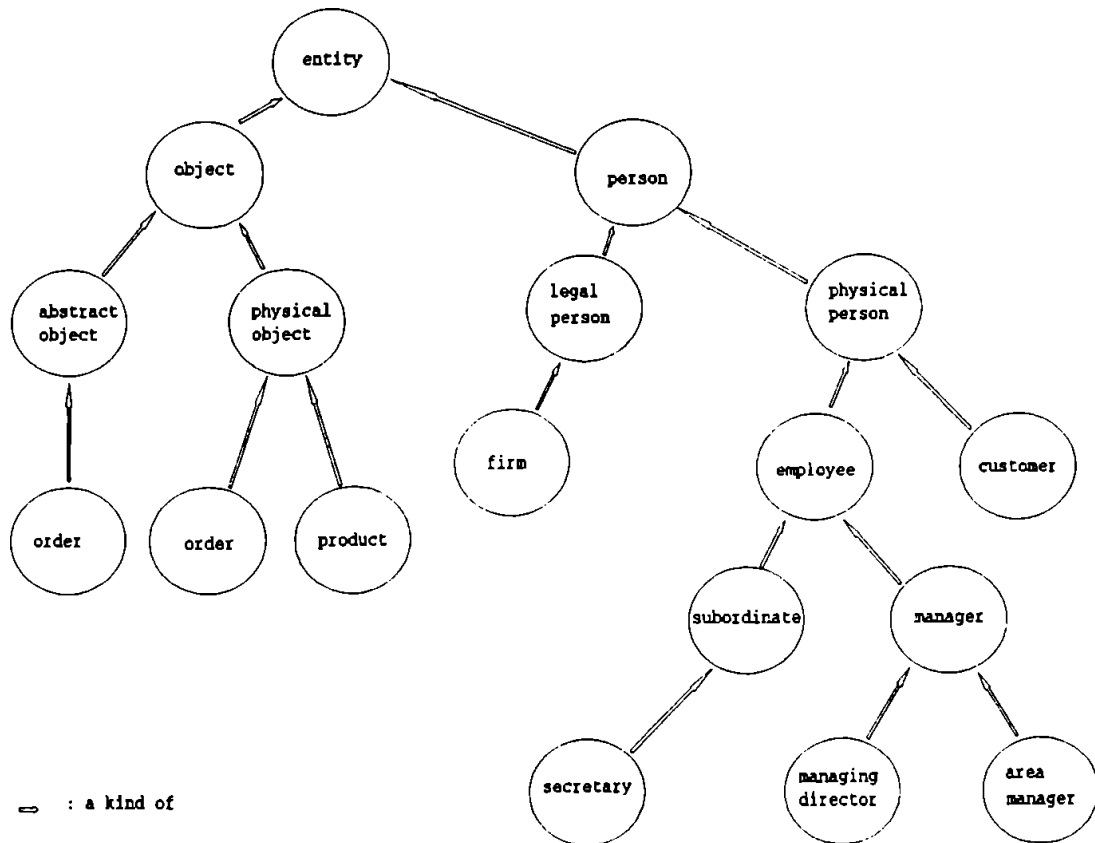 entity
object
person
abstract
object
physical
object
legal
person
physical
person
firm
employee
customer
order
order
product
subordinate
manager
secretary
managing
director
area
manager
: a kind of